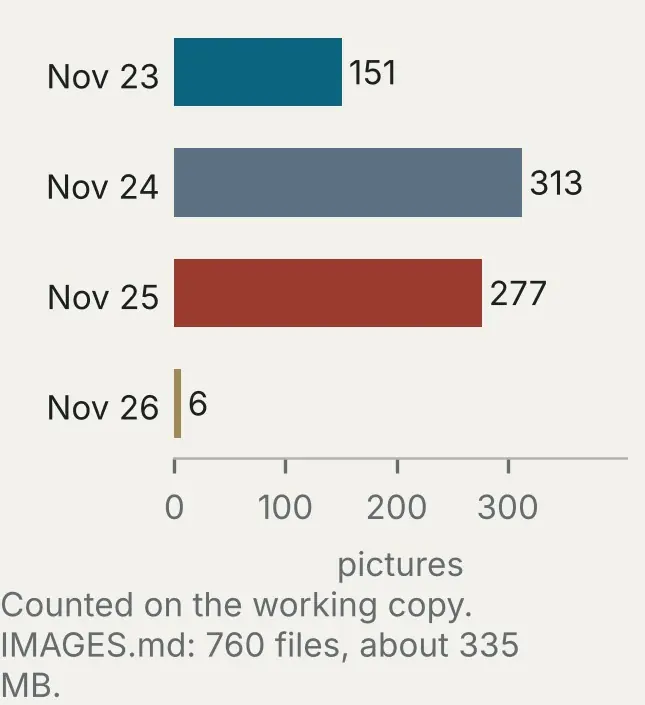 Nov 23 151
Nov 24 313
Nov 25 277
Nov 26 6
0 100 200 300
pictures
Counted on the working copy.
IMAGES.md: 760 files, about 335
MB.